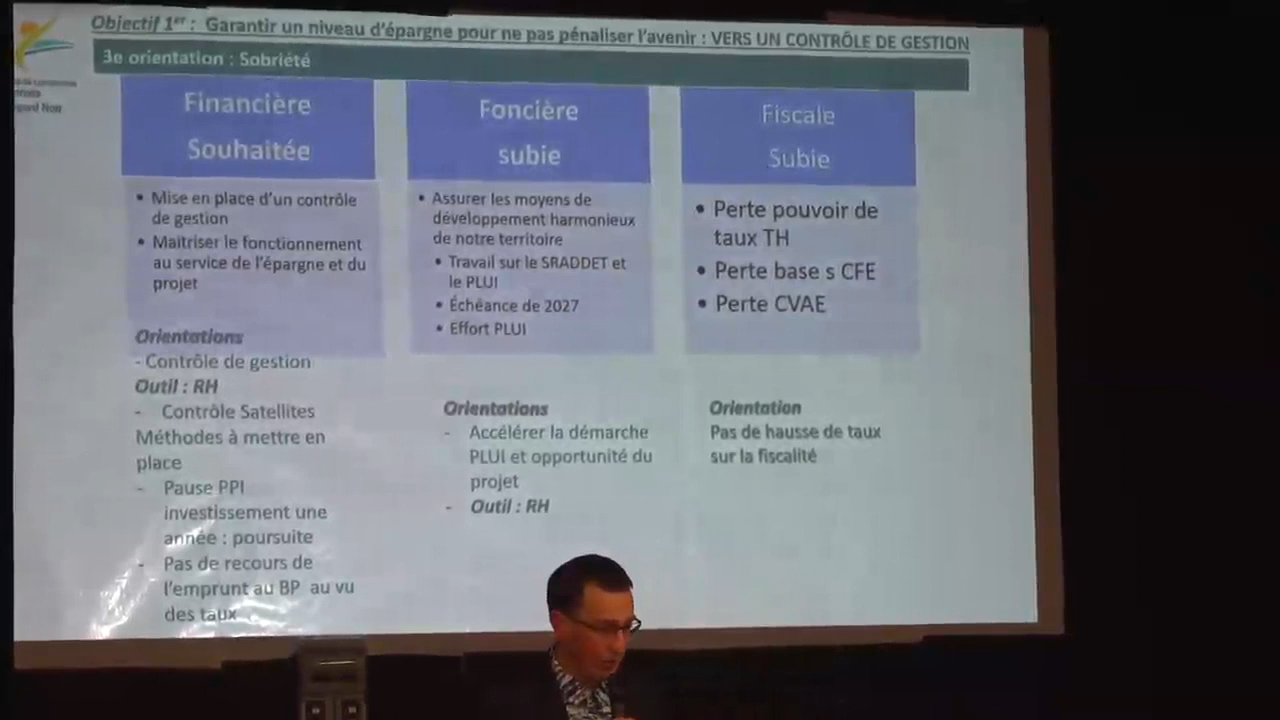 Objectif 1er : Garantir un niveau d'épargne pour ne pas pénaliser l'avenir : VERS UN CONTRÔLE DE GESTION
3e orientation : Sobriété
Financière
Souhaitée
• Mise en place d'un contrôle
de gestion
• Maitriser le fonctionnement
au service de l'épargne et du
projet
Orientations
- Contrôle de gestion
Outil : RH
- Contrôle Satellites
Méthodes à mettre en
place
- Pause PPI
investissement une
année : poursuite
- Pas de recours de
l'emprunt au BP au vu
des taux
Foncière
subie
• Assurer les moyens de
développement harmonieux
de notre territoire
• Travail sur le SRADDET et
le PLUI
• Échéance de 2027
• Effort PLUI
Orientations
- Accélérer la démarche
PLUI et opportunité du
projet
- Outil : RH
Fiscale
Subie
• Perte pouvoir de
taux TH
• Perte base s CFE
• Perte CVAE
Orientation
Pas de hausse de taux
sur la fiscalité